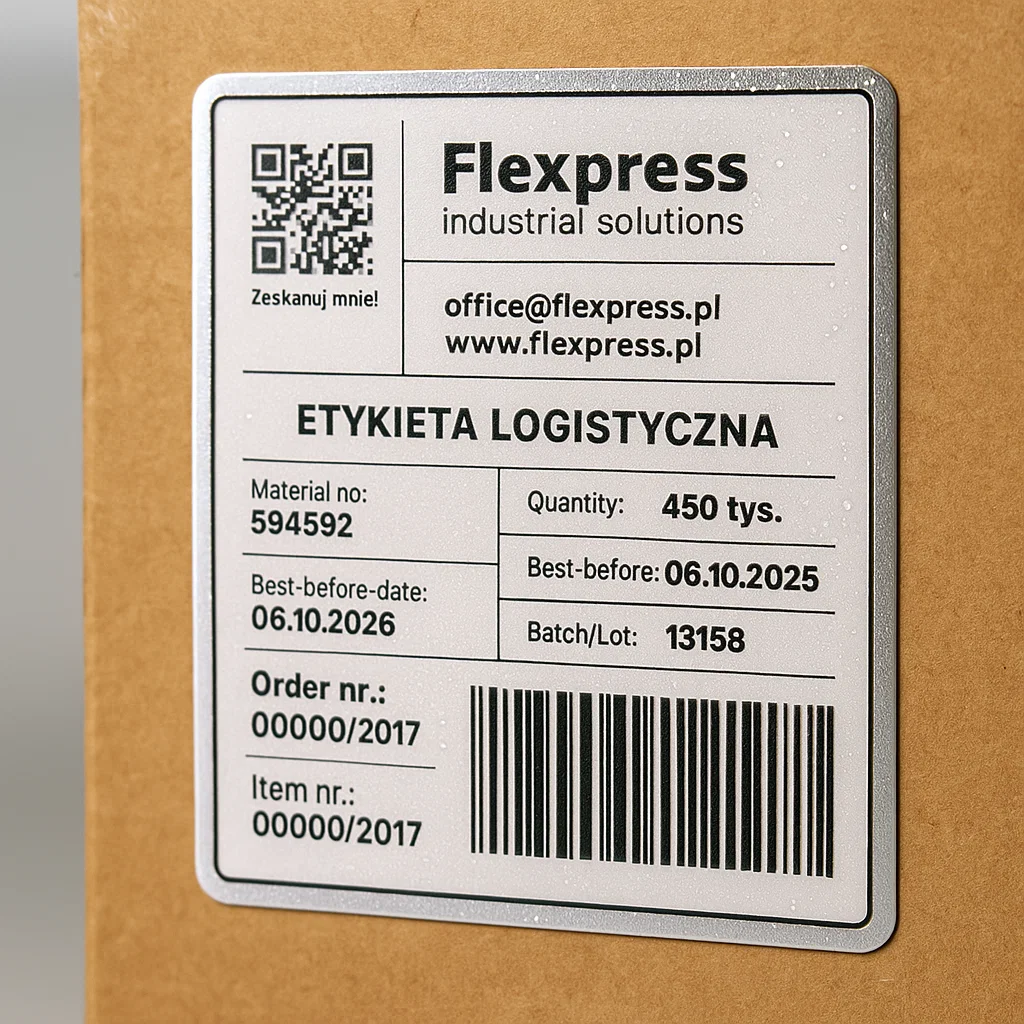 Flexpress
industrial solutions
Zeskanuj mnie!
office@flexpress.pl
www.flexpress.pl
ETYKIETA LOGISTYCZNA
Material no:
594592
Best-before-date:
06.10.2026
Quantity: 450 tys.
Best-before: 06.10.2025
Batch/Lot: 13158
Order nr.:
00000/2017
Item nr.:
00000/2017